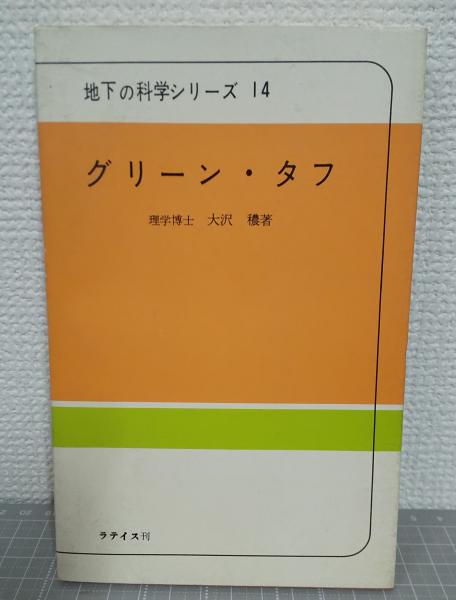 地下の科学シリーズ 14
グリーン・タフ
理学博士 大沢 穠著
ラテイス刊